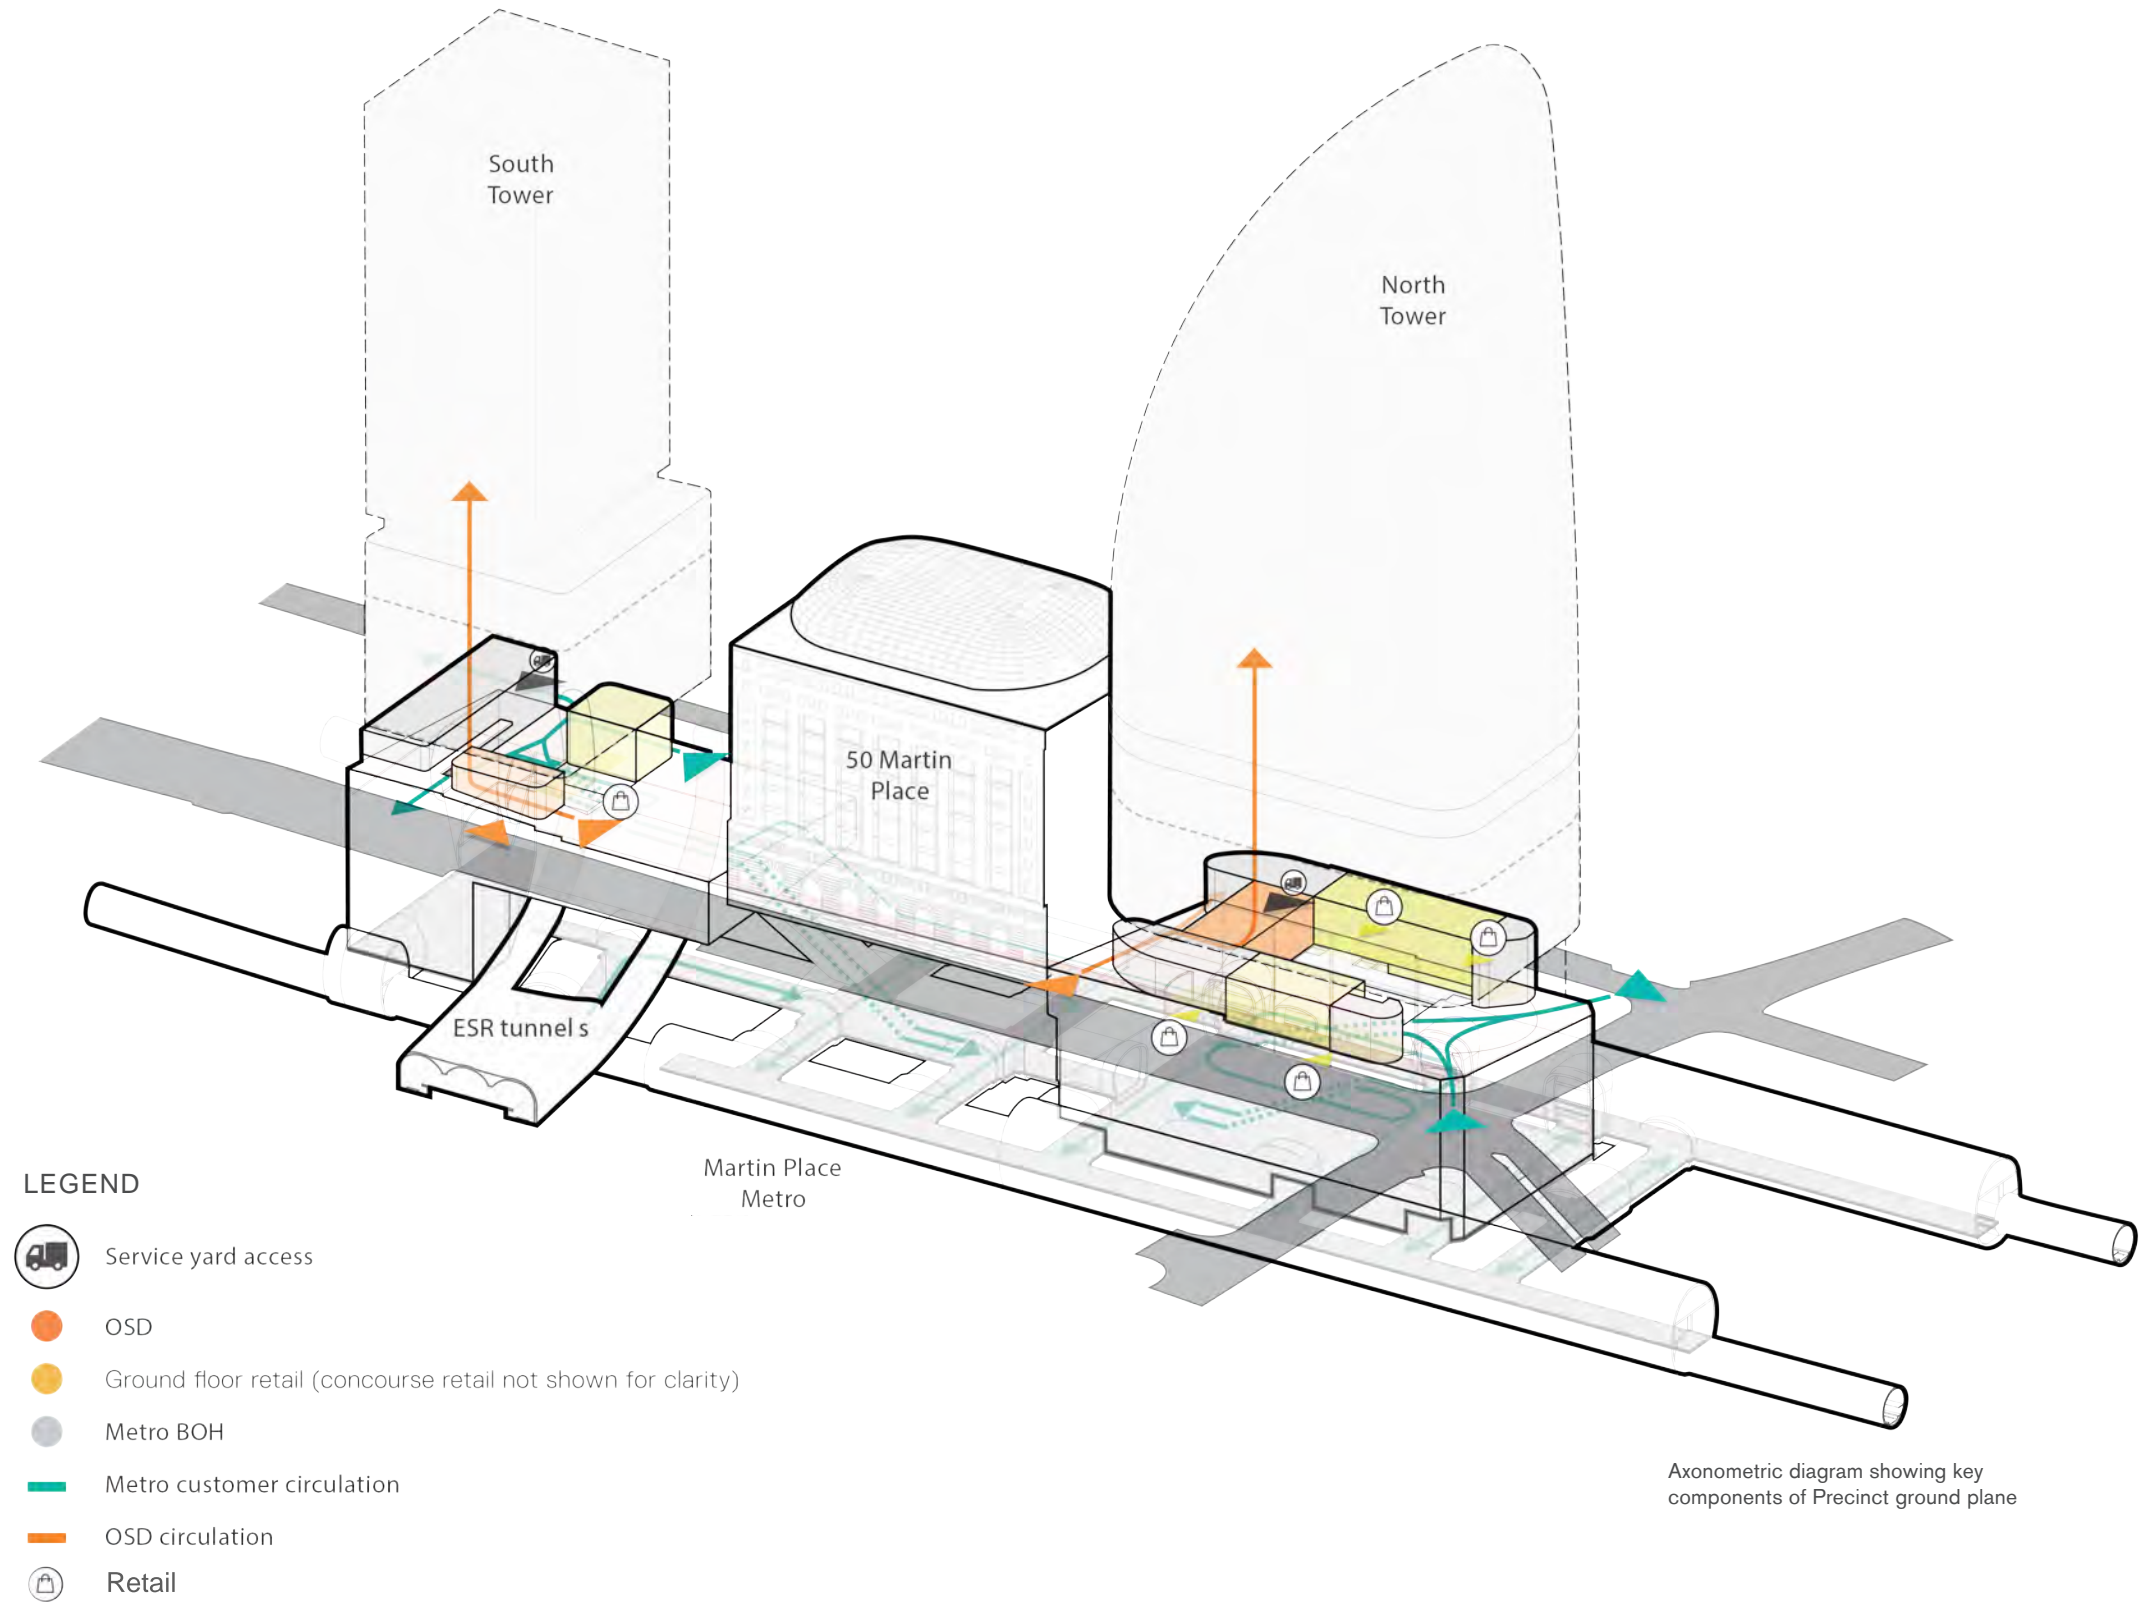 South
Tower
North
Tower
50 Martin
Place
ESR tunnel s
Martin Place
Metro
LEGEND
Service yard access
OSD
Ground floor retail (concourse retail not shown for clarity)
Metro BOH
Metro customer circulation
OSD circulation
Retail
Axonometric diagram showing key
components of Precinct ground plane